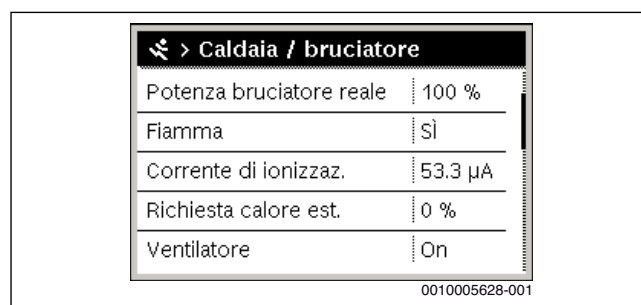 > Caldaia / bruciatore
Potenza bruciatore reale 100 %
Fiamma SÌ
Corrente di ionizzaz. 53.3 µA
Richiesta calore est. 0 %
Ventilatore On
0010005628-001